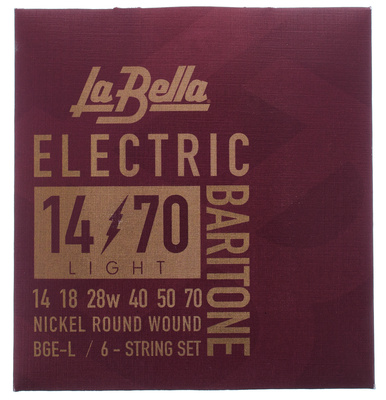 La Bella
ELECTRIC
BARITONE
14 70
LIGHT
14 18 28w 40 50 70
NICKEL ROUND WOUND
BGE-L / 6-STRING SET